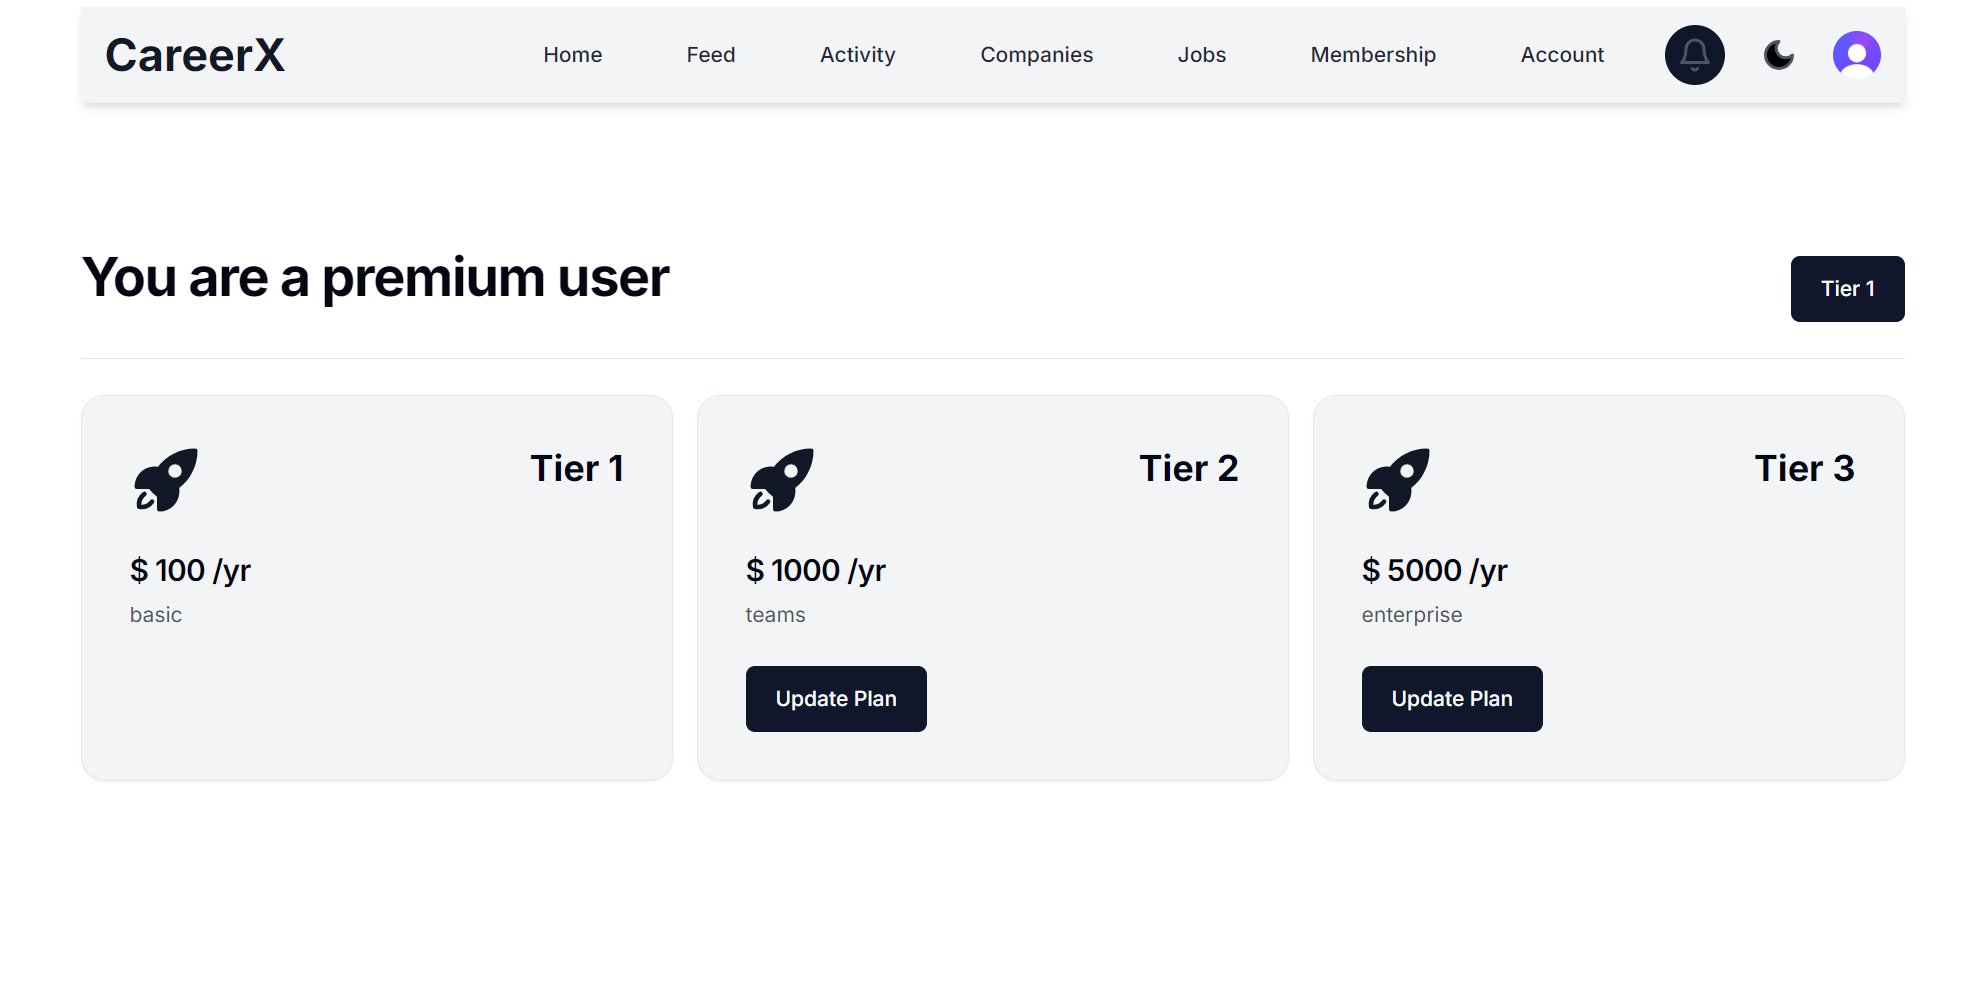 CareerX
Home Feed Activity Companies Jobs Membership Account
You are a premium user
Tier 1
Tier 1
$ 100 /yr
basic
Tier 2
$ 1000 /yr
teams
Update Plan
Tier 3
$ 5000 /yr
enterprise
Update Plan